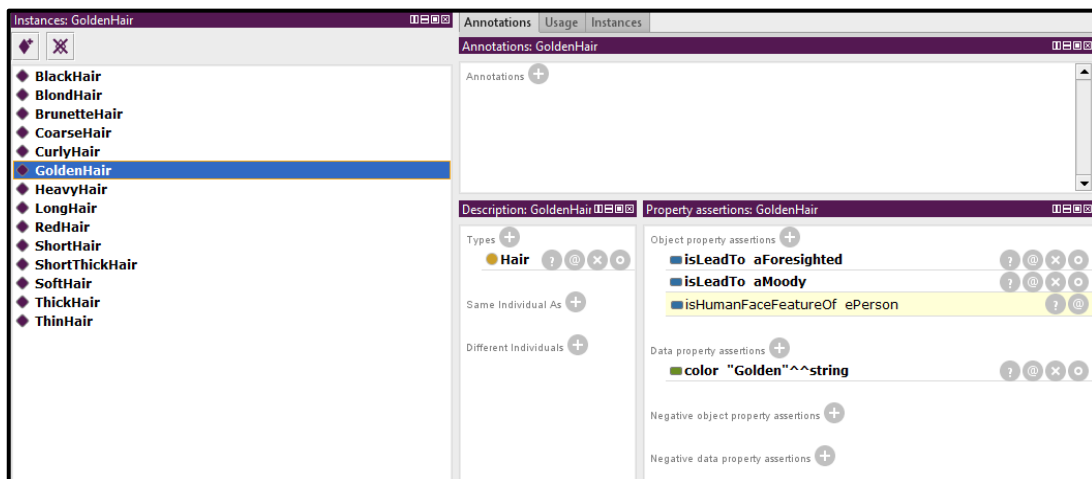 Instances: GoldenHair
BlackHair
BlondHair
BrunetteHair
CoarseHair
CurlyHair
GoldenHair
HeavyHair
LongHair
RedHair
ShortHair
ShortThickHair
SoftHair
ThickHair
ThinHair
Annotations Usage Instances
Annotations: GoldenHair
Annotations
Description: GoldenHair
Types
Hair
Same Individual As
Different Individuals
Property assertions: GoldenHair
Object property assertions
isLeadTo aForesighted
isLeadTo aMoody
isHumanFaceFeatureOf ePerson
Data property assertions
color "Golden"^^string
Negative object property assertions
Negative data property assertions